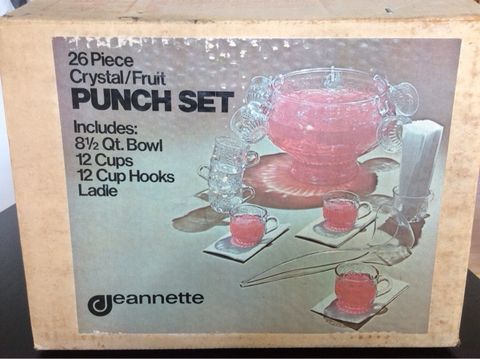 26 Piece
Crystal/Fruit
PUNCH SET
Includes:
8½ Qt. Bowl
12 Cups
12 Cup Hooks
Ladle
Jeannette